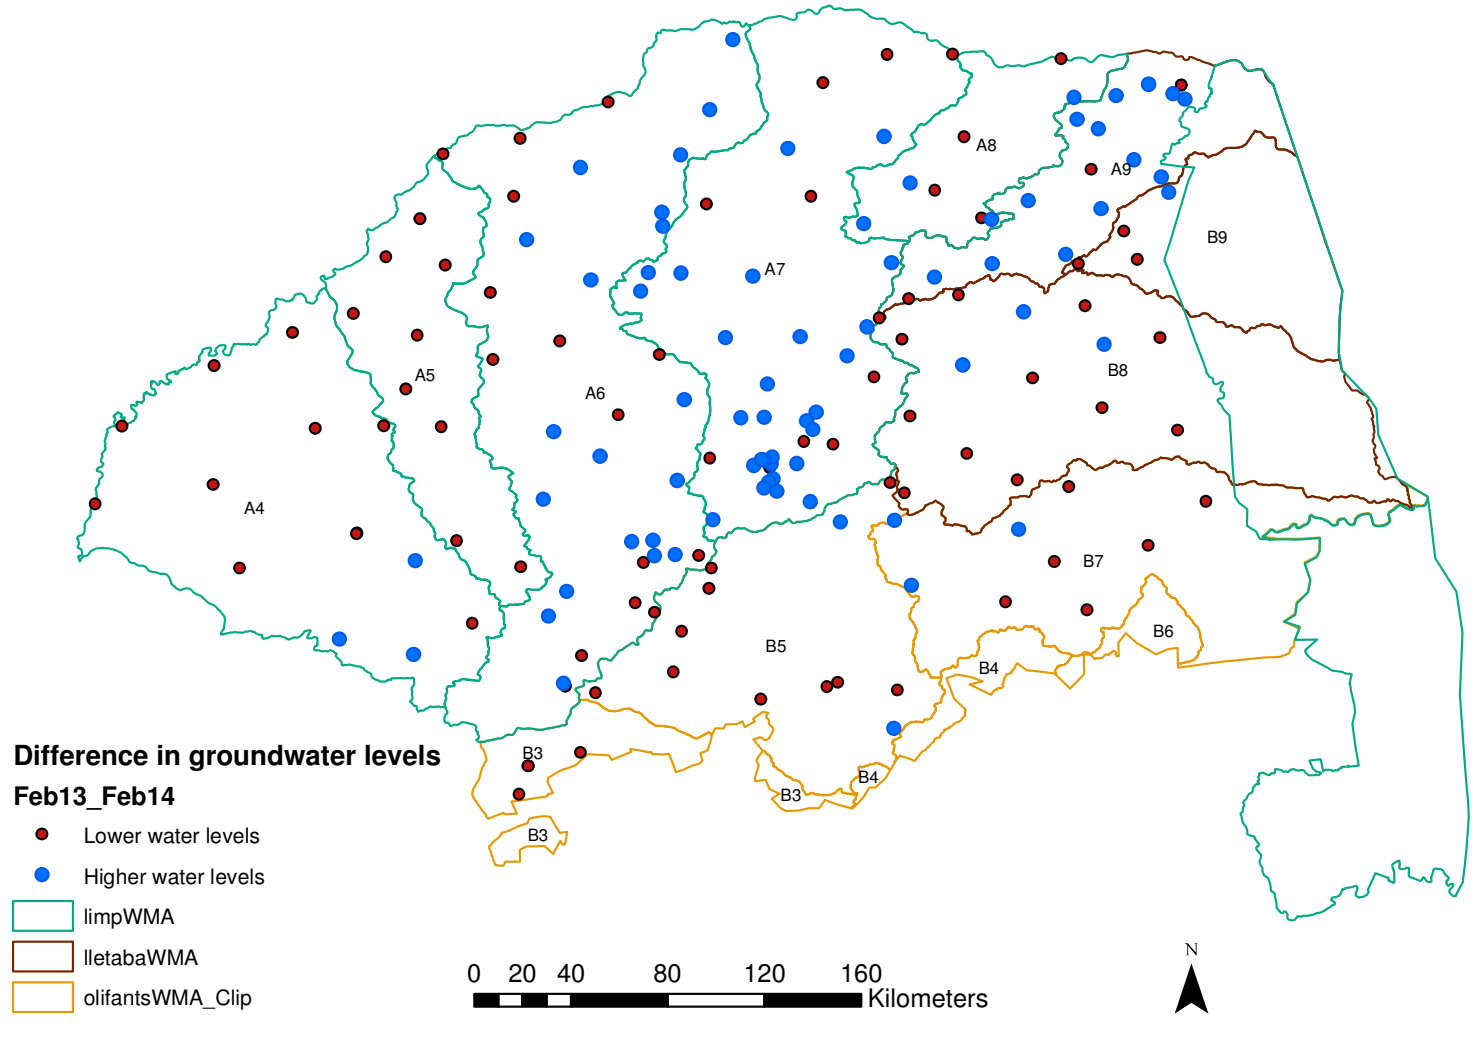 A8
A9
B9
A7
A5
B8
A6
A4
B7
B6
B5
B4
B3
B4
B3
B3
Difference in groundwater levels
Feb13_Feb14
Lower water levels
Higher water levels
limpWMA
lletabaWMA
olifantsWMA_Clip
0 20 40 80 120 160
Kilometers
N